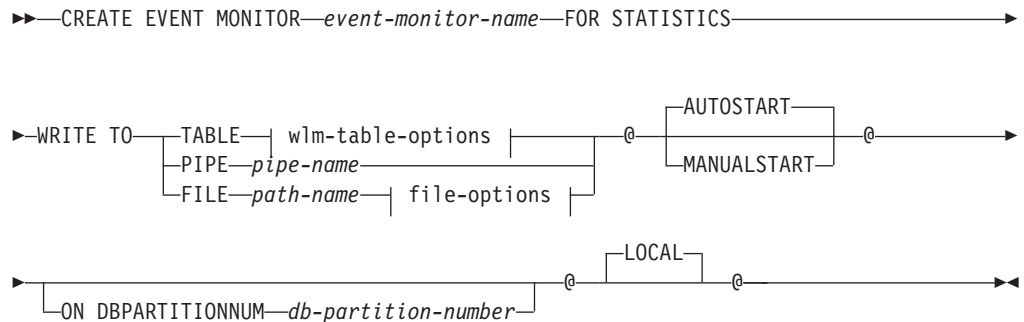 CREATE EVENT MONITOR event-monitor-name FOR STATISTICS
AUTOSTART
WRITE TO TABLE wlm-table-options @ @
PIPE pipe-name MANUALSTART
FILE path-name file-options
LOCAL
@ @
ON DBPARTITIONNUM db-partition-number